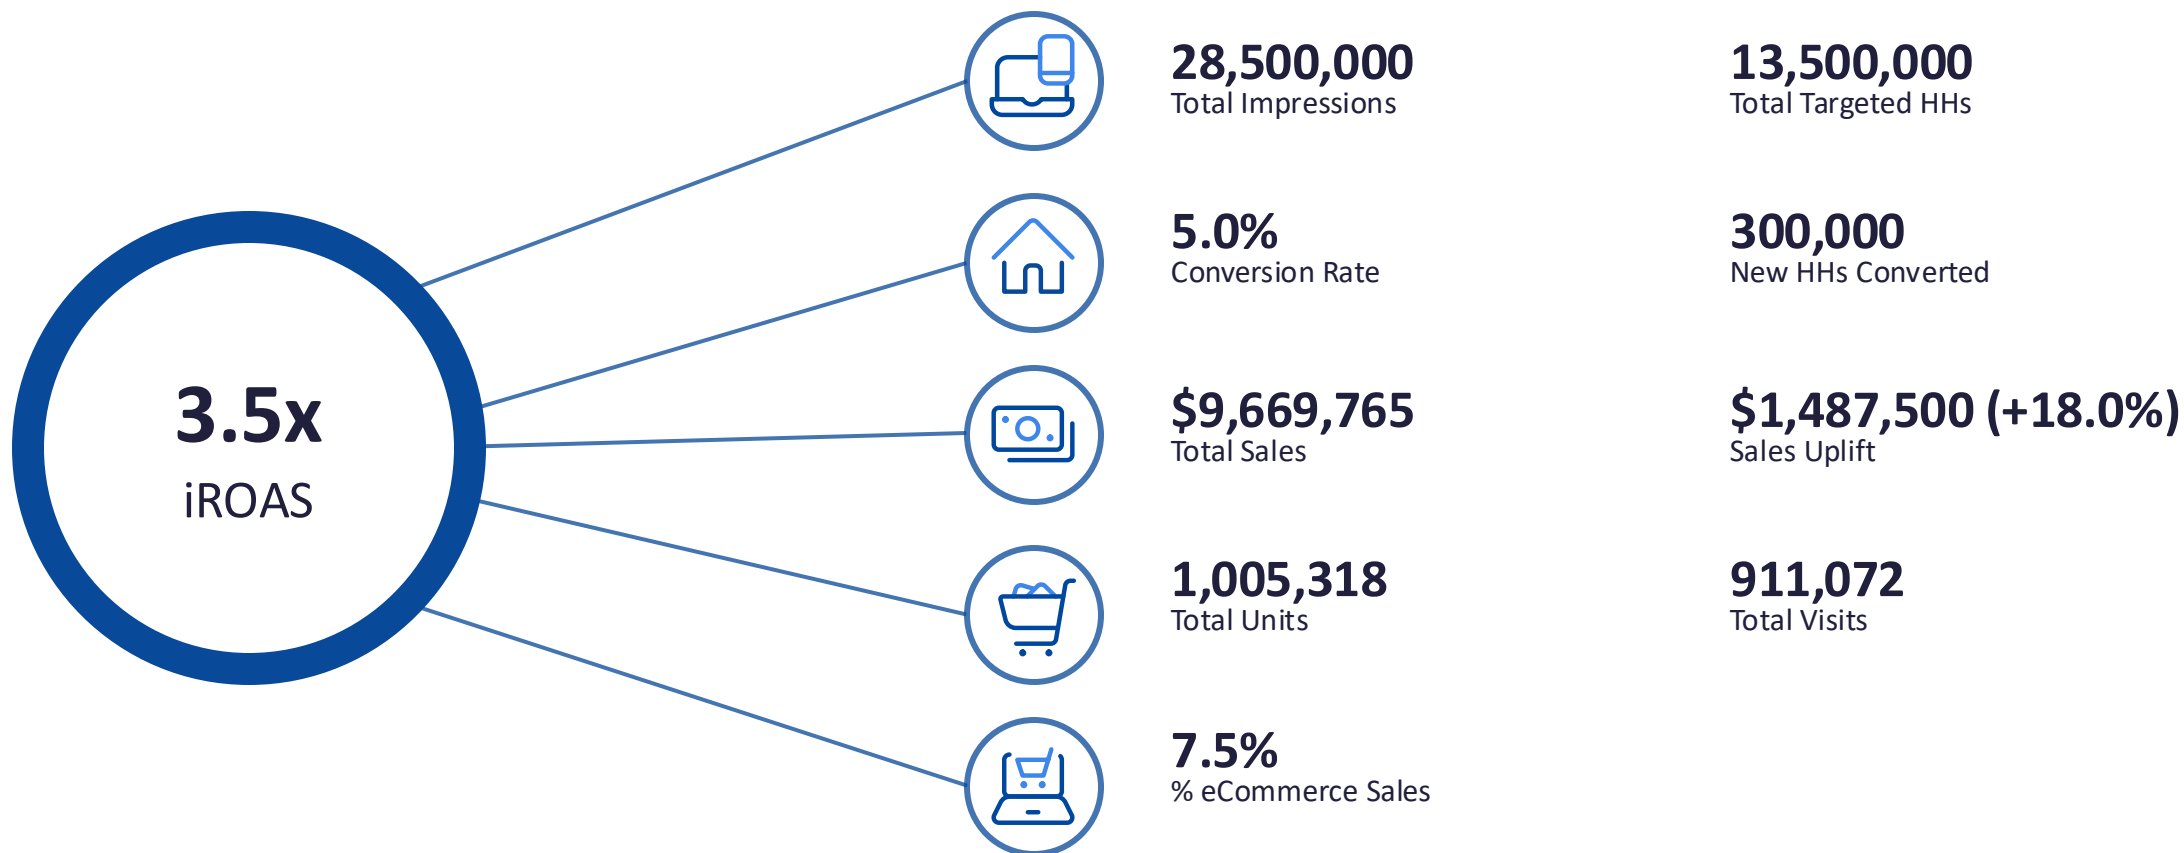 3.5x
iROAS
28,500,000
Total Impressions
13,500,000
Total Targeted HHs
5.0%
Conversion Rate
300,000
New HHs Converted
$9,669,765
Total Sales
$1,487,500 (+18.0%)
Sales Uplift
1,005,318
Total Units
911,072
Total Visits
7.5%
% eCommerce Sales